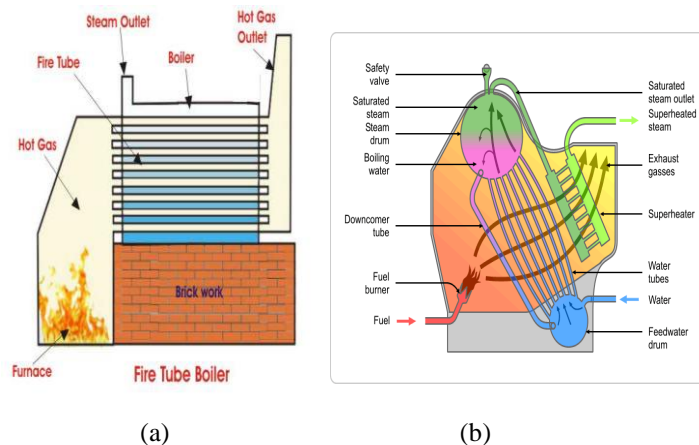 Steam Outlet
Hot Gas
Outlet
Fire Tube
Boiler
Hot Gas
Brick work
Furnace
Fire Tube Boiler
(a)
Safety
valve
Saturated
steam
Steam
drum
Boiling
water
Downcomer
tube
Fuel
burner
Fuel
Saturated
steam outlet
Superheated
steam
Exhaust
gasses
Superheater
Water
tubes
Water
Feedwater
drum
(b)